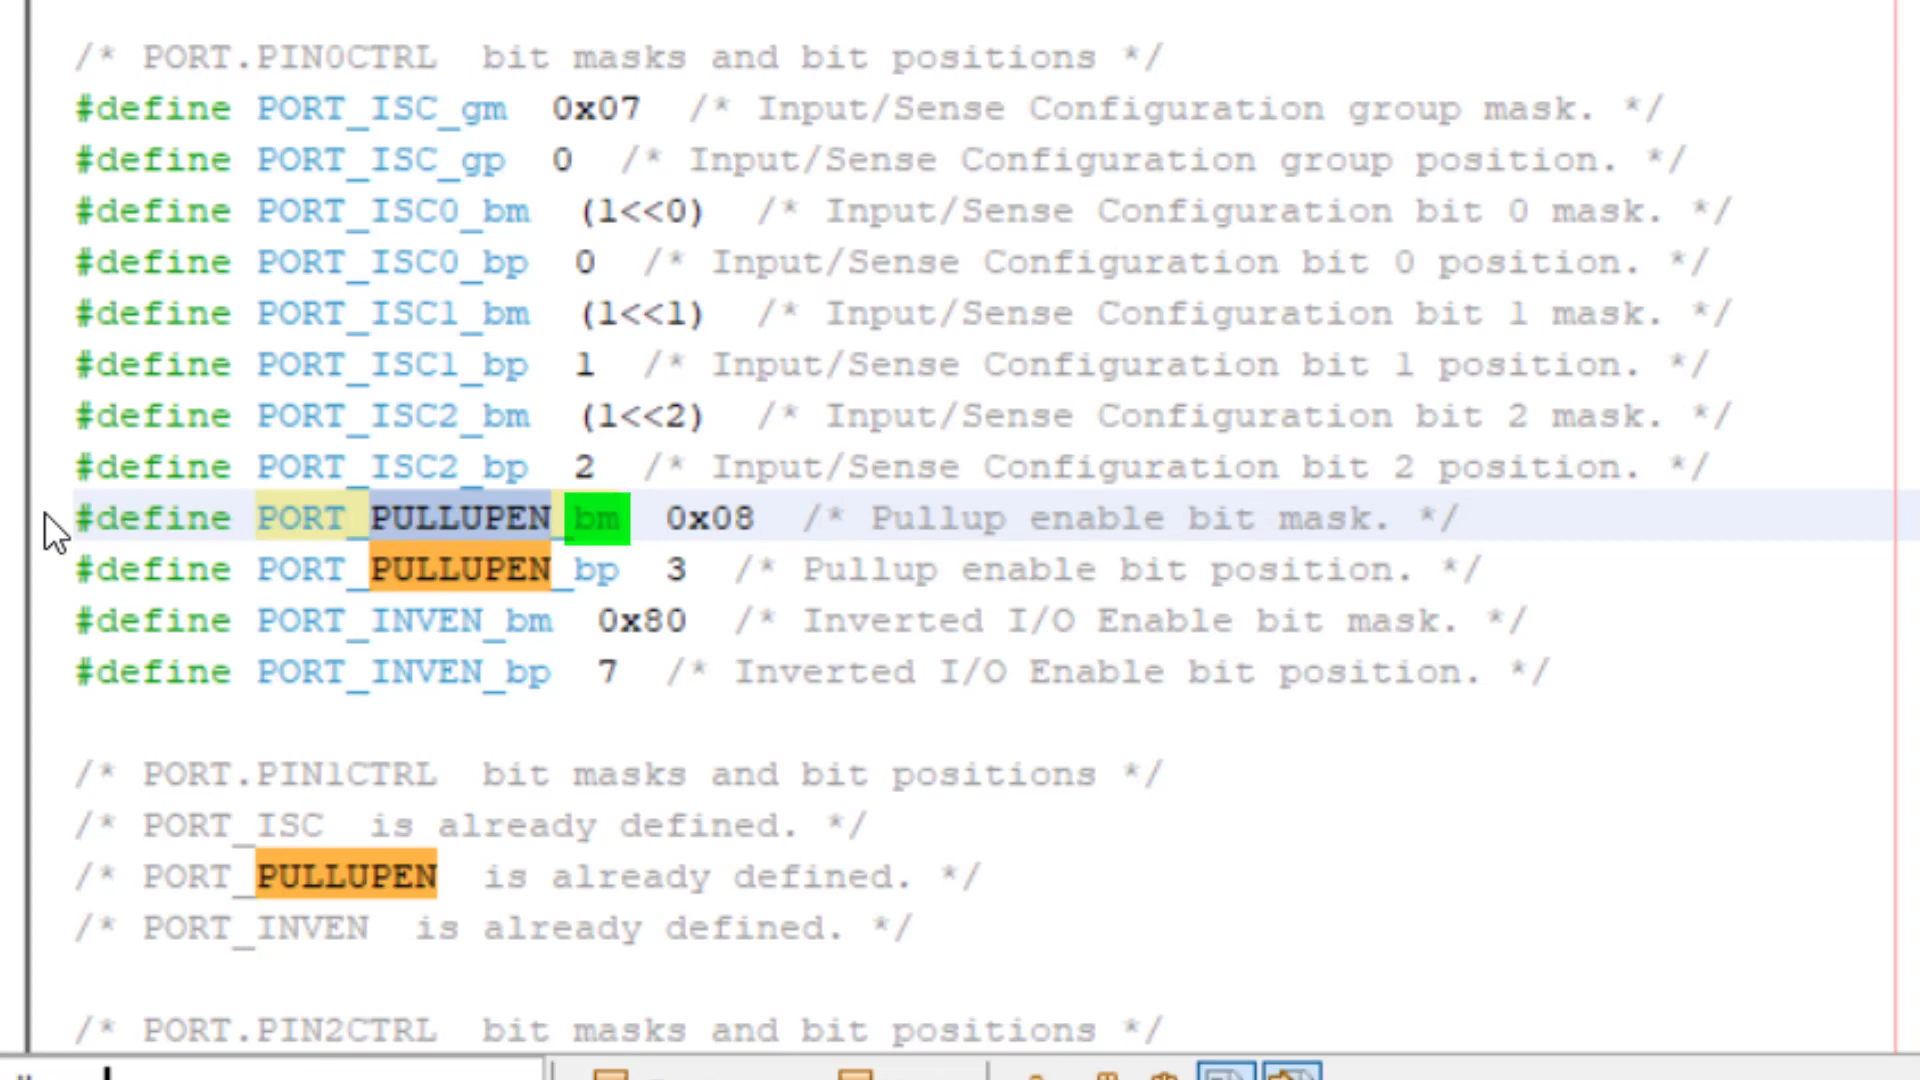 /* PORT.PIN0CTRL  bit masks and bit positions */
#define PORT_ISC_gm  0x07  /* Input/Sense Configuration group mask. */
#define PORT_ISC_gp  0  /* Input/Sense Configuration group position. */
#define PORT_ISC0_bm  (1<<0)  /* Input/Sense Configuration bit 0 mask. */
#define PORT_ISC0_bp  0  /* Input/Sense Configuration bit 0 position. */
#define PORT_ISC1_bm  (1<<1)  /* Input/Sense Configuration bit 1 mask. */
#define PORT_ISC1_bp  1  /* Input/Sense Configuration bit 1 position. */
#define PORT_ISC2_bm  (1<<2)  /* Input/Sense Configuration bit 2 mask. */
#define PORT_ISC2_bp  2  /* Input/Sense Configuration bit 2 position. */
#define PORT_PULLUPEN_bm  0x08  /* Pullup enable bit mask. */
#define PORT_PULLUPEN_bp  3  /* Pullup enable bit position. */
#define PORT_INVEN_bm  0x80  /* Inverted I/O Enable bit mask. */
#define PORT_INVEN_bp  7  /* Inverted I/O Enable bit position. */
/* PORT.PIN1CTRL  bit masks and bit positions */
/* PORT_ISC  is already defined. */
/* PORT_PULLUPEN  is already defined. */
/* PORT_INVEN  is already defined. */
/* PORT.PIN2CTRL  bit masks and bit positions */